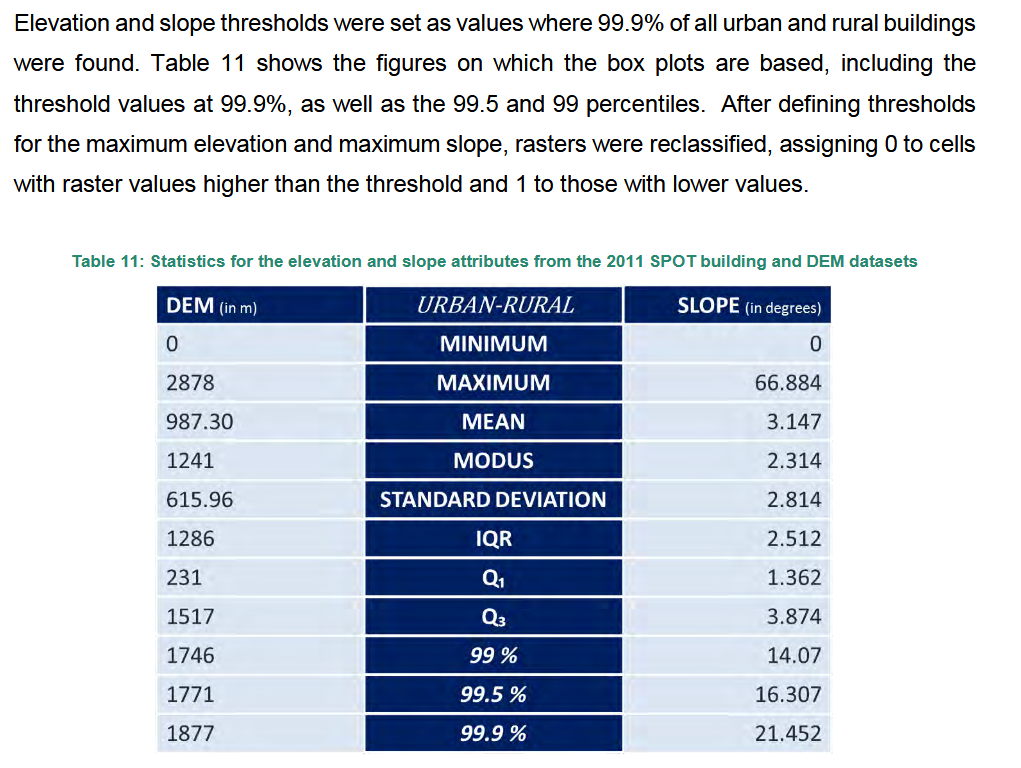 Elevation and slope thresholds were set as values where 99.9% of all urban and rural buildings
were found. Table 11 shows the figures on which the box plots are based, including the
threshold values at 99.9%, as well as the 99.5 and 99 percentiles. After defining thresholds
for the maximum elevation and maximum slope, rasters were reclassified, assigning 0 to cells
with raster values higher than the threshold and 1 to those with lower values.
Table 11: Statistics for the elevation and slope attributes from the 2011 SPOT building and DEM datasets
DEM (in m) URBAN-RURAL SLOPE (in degrees)
0 MINIMUM 0
2878 MAXIMUM 66.884
987.30 MEAN 3.147
1241 MODUS 2.314
615.96 STANDARD DEVIATION 2.814
1286 IQR 2.512
231 Q1 1.362
1517 Q3 3.874
1746 99 % 14.07
1771 99.5 % 16.307
1877 99.9 % 21.452